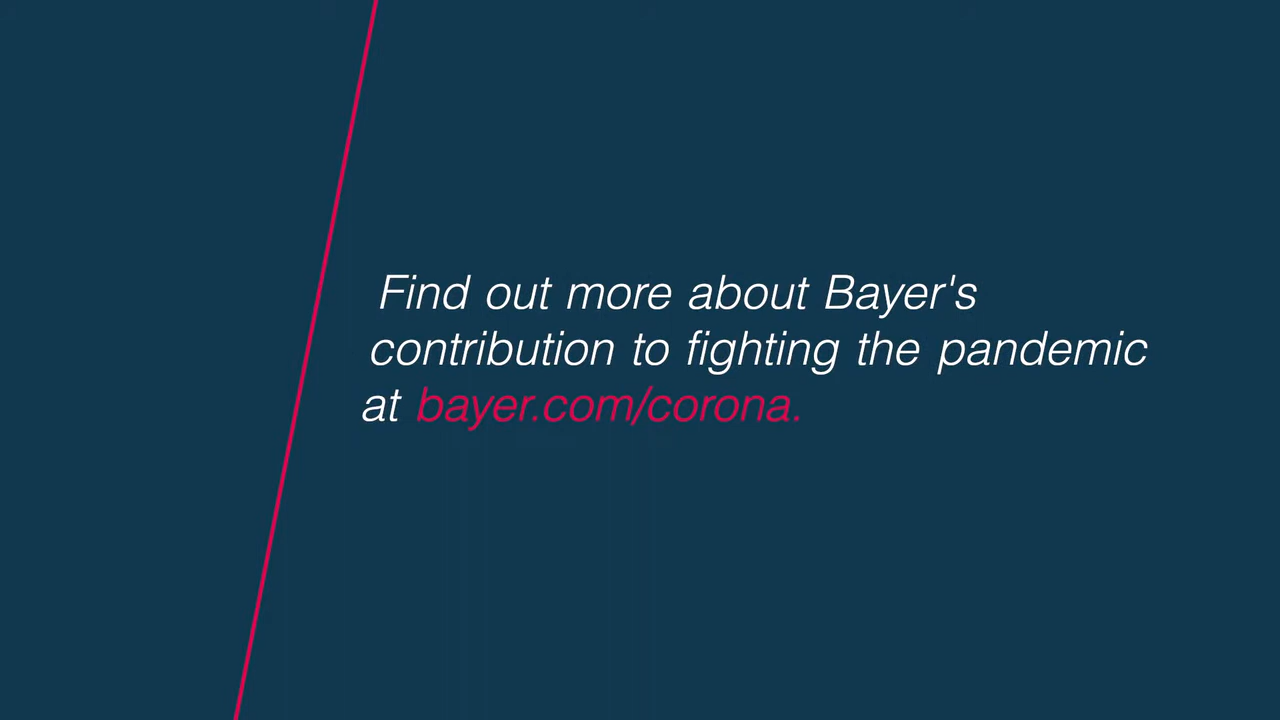 Find out more about Bayer's
contribution to fighting the pandemic
at bayer.com/corona.